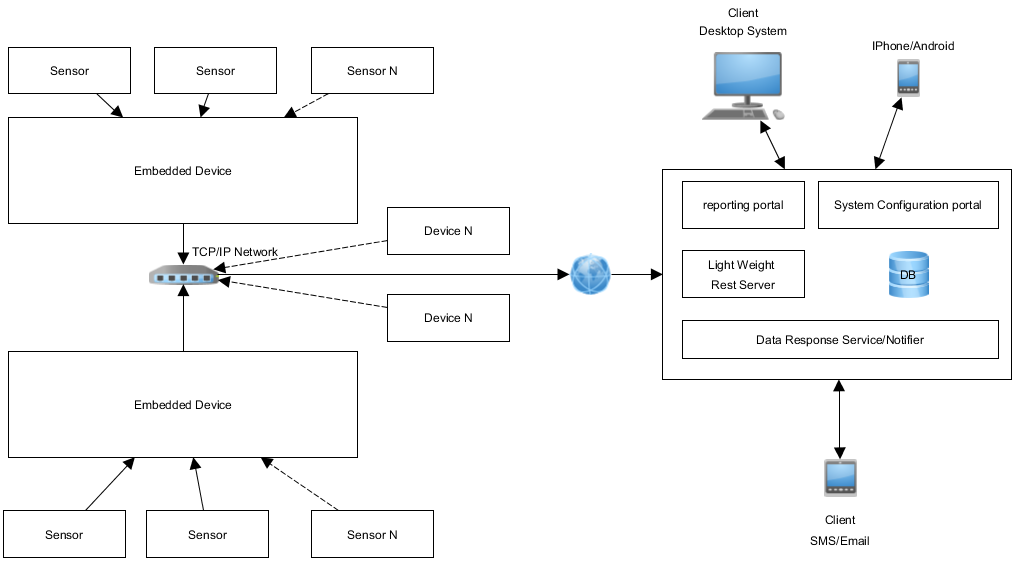 Client
Desktop System
IPhone/Android
Sensor
Sensor
Sensor N
Embedded Device
reporting portal
System Configuration portal
Device N
TCP/IP Network
Light Weight
Rest Server
DB
Device N
Data Response Service/Notifier
Embedded Device
Sensor
Sensor
Sensor N
Client
SMS/Email